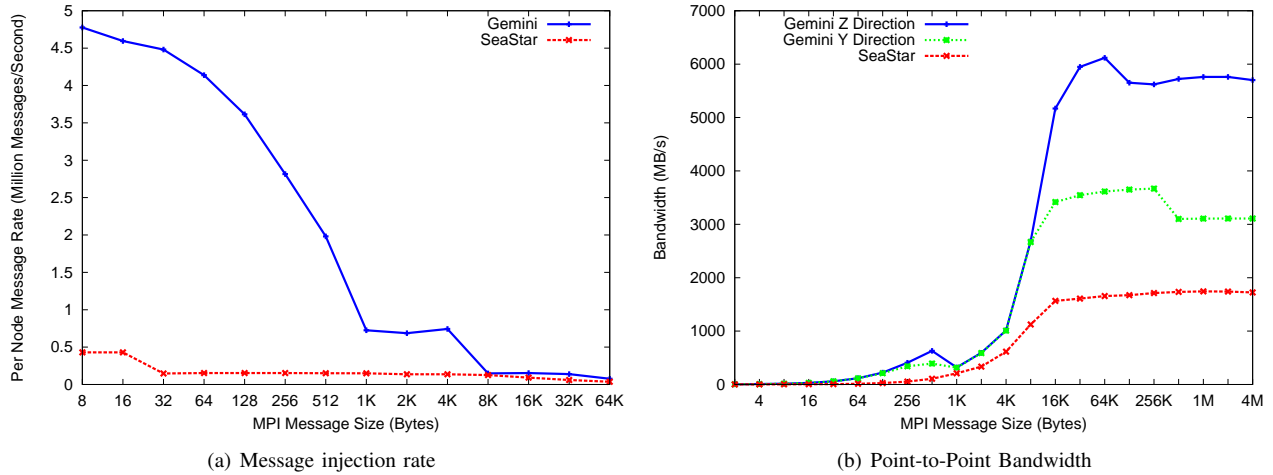 Per Node Message Rate (Million Messages/Second)
5
4.5
4
3.5
3
2.5
2
1.5
1
0.5
0
Gemini
SeaStar
8 16 32 64 128 256 512 1K 2K 4K 8K 16K 32K 64K
MPI Message Size (Bytes)
(a) Message injection rate
Bandwidth (MB/s)
7000
6000
5000
4000
3000
2000
1000
0
Gemini Z Direction
Gemini Y Direction
SeaStar
4 16 64 256 1K 4K 16K 64K 256K 1M 4M
MPI Message Size (Bytes)
(b) Point-to-Point Bandwidth